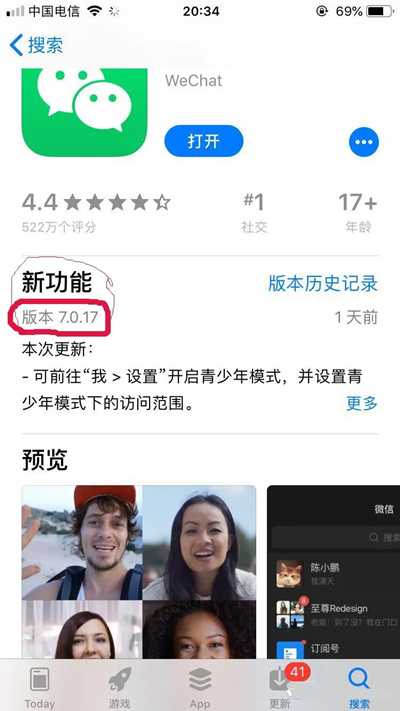 中国电信 20:34 69%
搜索
WeChat
打开
4.4 #1 17+
522万个评分 社交 年龄
新功能 版本历史记录
版本 7.0.17 1 天前
本次更新：
- 可前往“我 > 设置”开启青少年模式，并设置青
少年模式下的访问范围。 更多
预览
微信
搜索
陈小鹏
至尊Redesign
订阅号
Today 游戏 App 更新 41 搜索